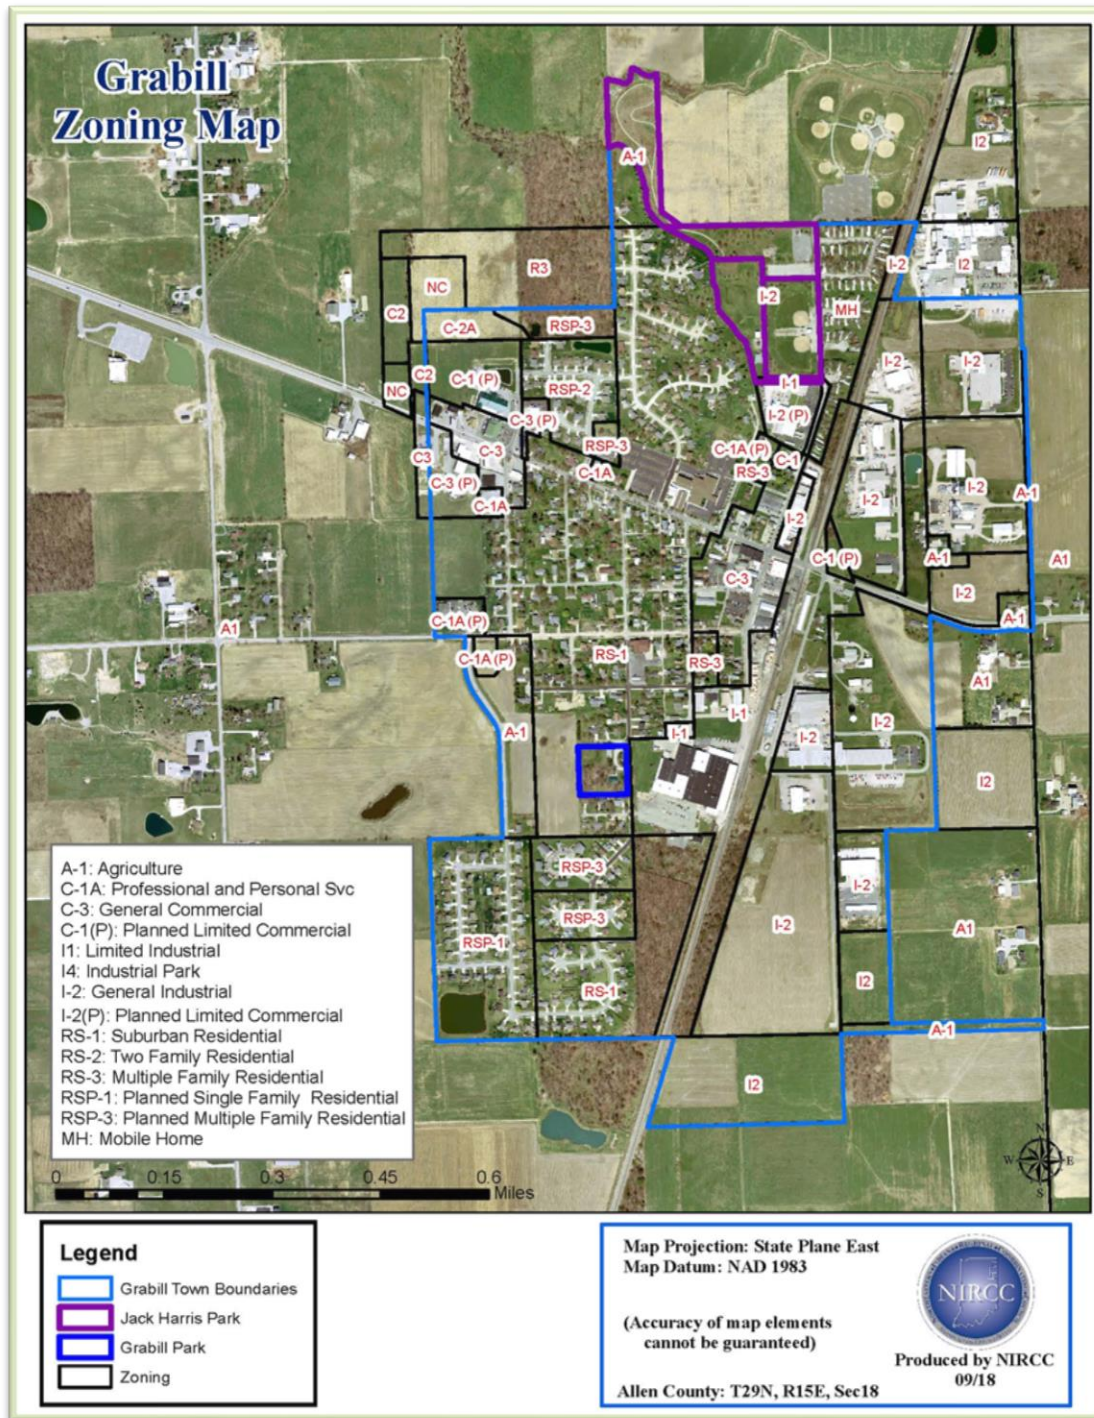 Grabill
Zoning Map
A-1
I2
I-2
I2
R3
NC
C2
I-2
MH
C-2A
RSP-3
C2
C-1 (P)
I-2
I-2
NC
RSP-2
I-1
C-3 (P)
I-2 (P)
RSP-3
C-1A (P)
C3
C-3
C-1
C-1A
RS-3
C-3 (P)
I-2
I-2
A-1
C-1A
I-2
I-2
C-1 (P)
A-1
A1
C-3
I-2
A-1
C-1A (P)
A1
RS-1
C-1A (P)
RS-3
A1
I-1
A-1
I-1
I-2
I-2
I2
A-1: Agriculture
C-1A: Professional and Personal Svc
C-3: General Commercial
C-1(P): Planned Limited Commercial
I1: Limited Industrial
I4: Industrial Park
I-2: General Industrial
I-2(P): Planned Limited Commercial
RS-1: Suburban Residential
RS-2: Two Family Residential
RS-3: Multiple Family Residential
RSP-1: Planned Single Family Residential
RSP-3: Planned Multiple Family Residential
MH: Mobile Home
RSP-3
I-2
RSP-3
RSP-1
I-2
A1
RS-1
I2
A-1
I2
N
W E
S
0 0.15 0.3 0.45 0.6
Miles
Legend
Grabill Town Boundaries
Jack Harris Park
Grabill Park
Zoning
Map Projection: State Plane East
Map Datum: NAD 1983
(Accuracy of map elements
cannot be guaranteed)
Allen County: T29N, R15E, Sec18
NIRCC
Produced by NIRCC
09/18